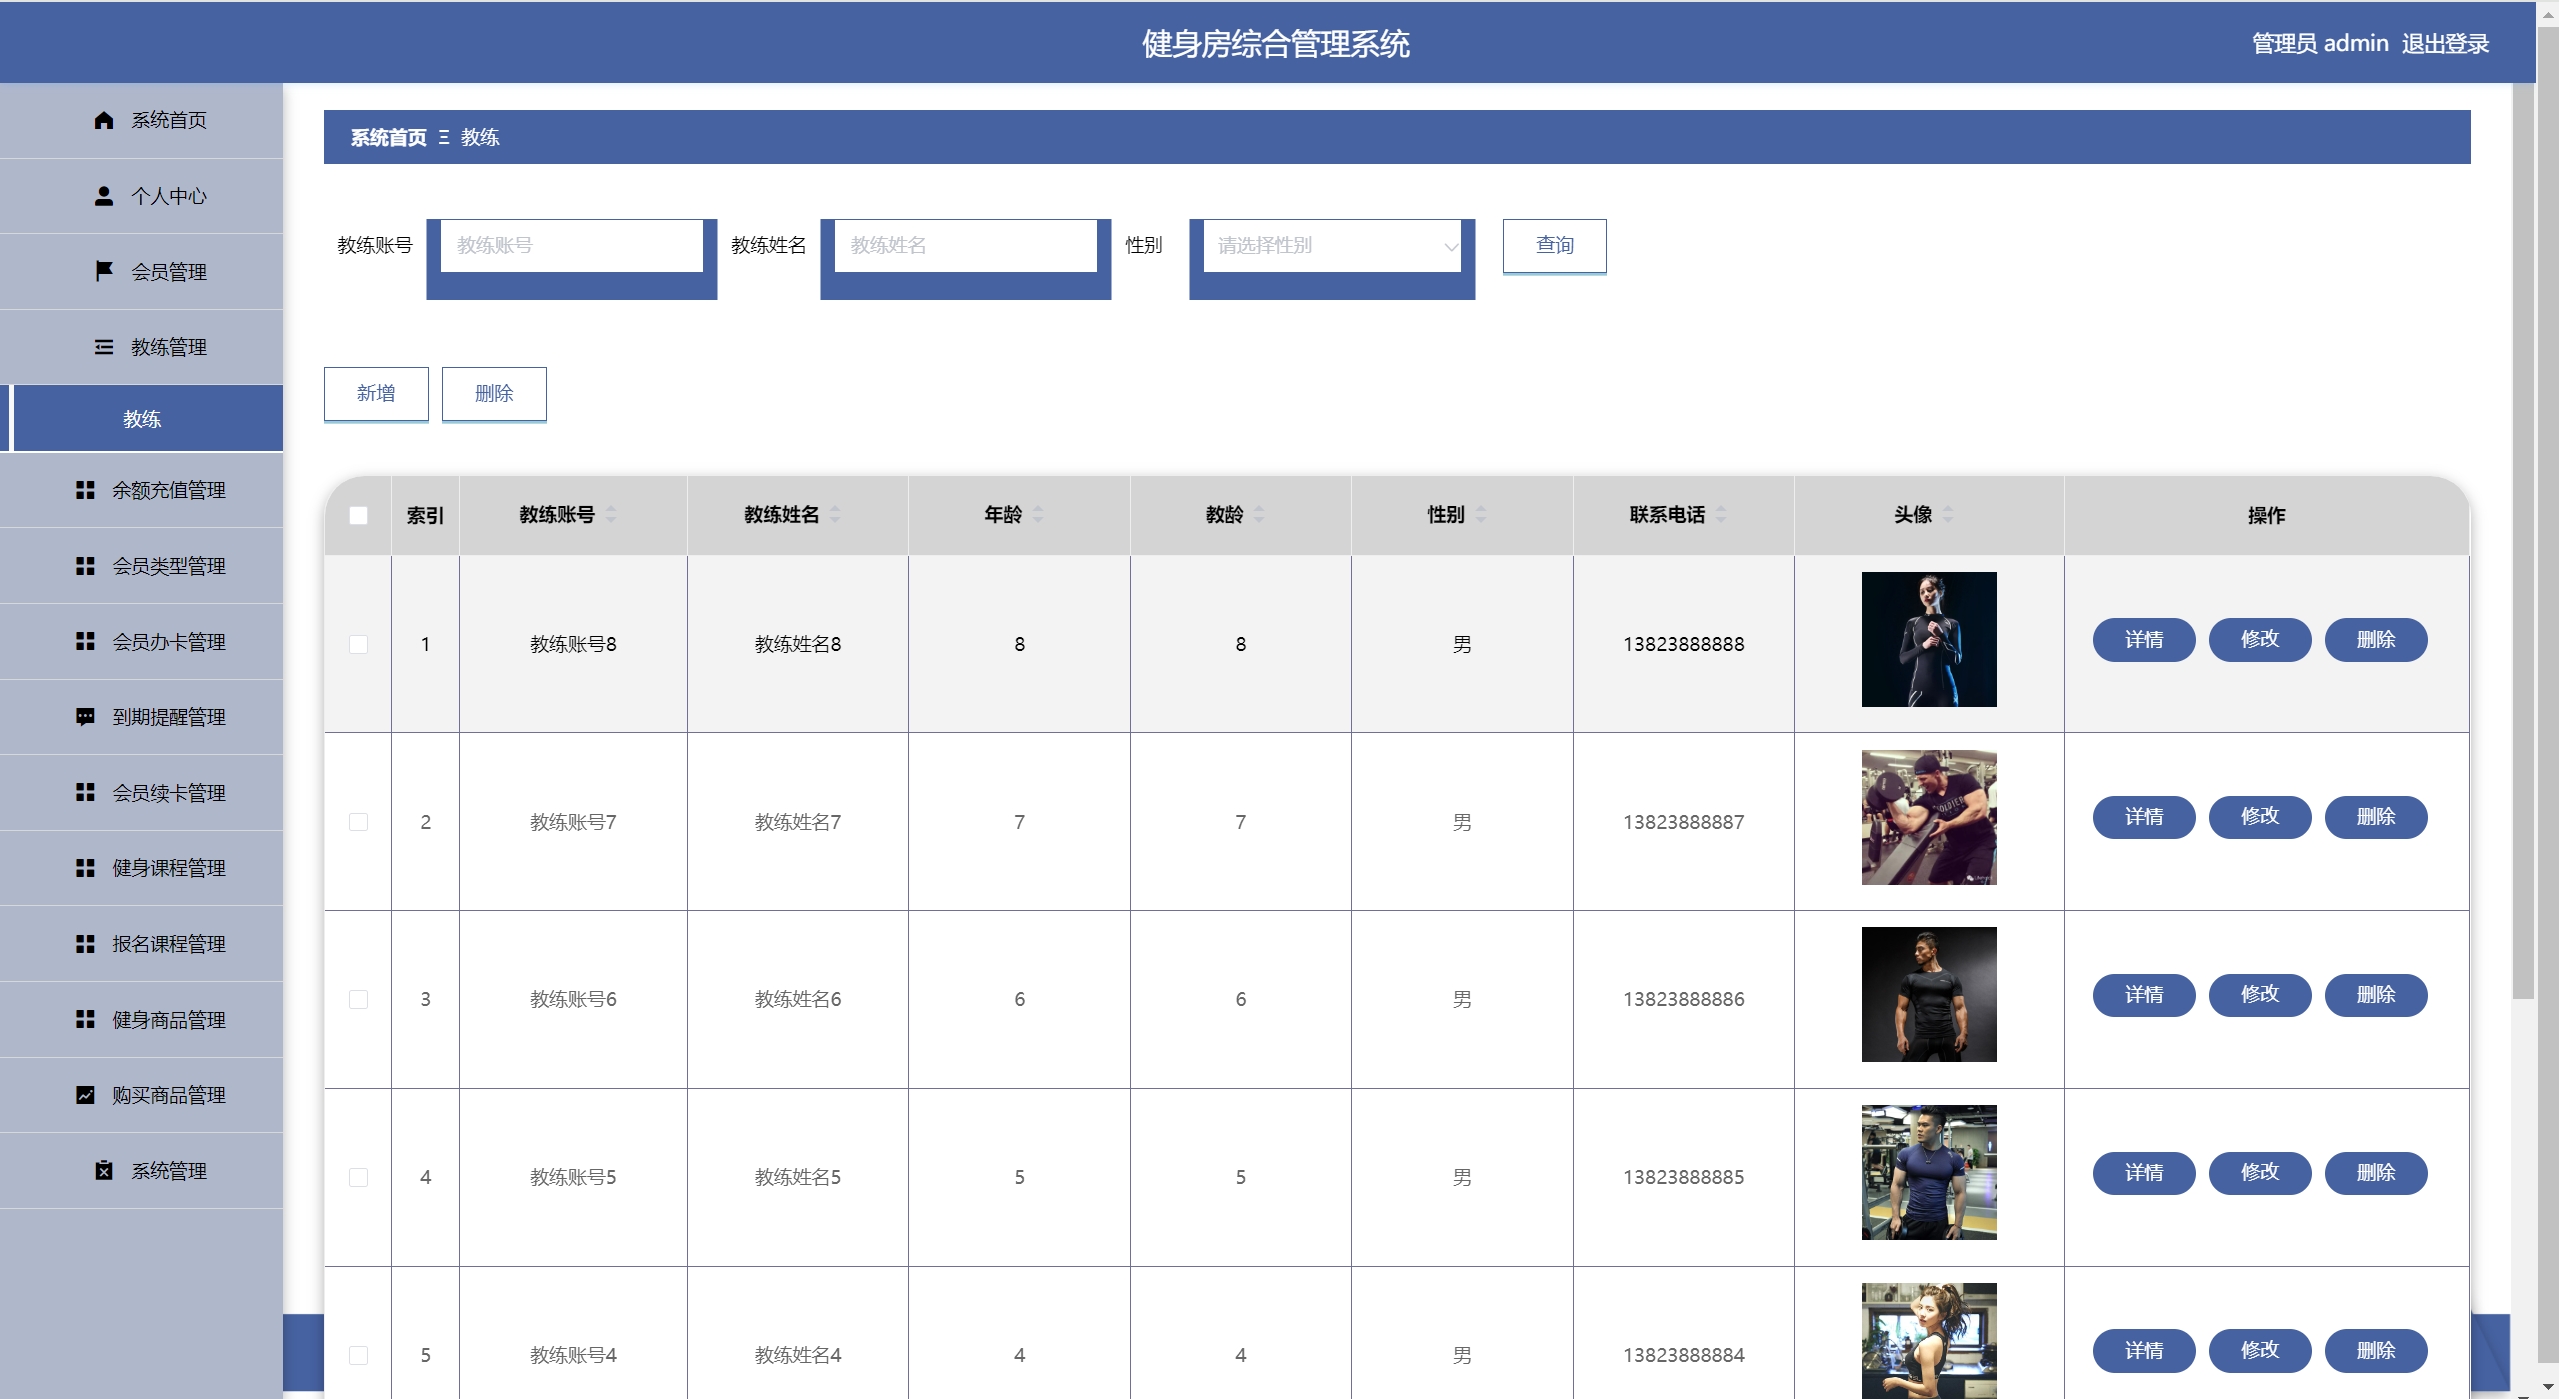 健身房综合管理系统
管理员 admin 退出登录
系统首页
个人中心
会员管理
教练管理
教练
余额充值管理
会员类型管理
会员办卡管理
到期提醒管理
会员续卡管理
健身课程管理
报名课程管理
健身商品管理
购买商品管理
系统管理
系统首页 Ξ 教练
教练账号 教练账号 教练姓名 教练姓名 性别 请选择性别 查询
新增 删除
索引 教练账号 教练姓名 年龄 教龄 性别 联系电话 头像 操作
1 教练账号8 教练姓名8 8 8 男 13823888888 详情 修改 删除
2 教练账号7 教练姓名7 7 7 男 13823888887 详情 修改 删除
3 教练账号6 教练姓名6 6 6 男 13823888886 详情 修改 删除
4 教练账号5 教练姓名5 5 5 男 13823888885 详情 修改 删除
5 教练账号4 教练姓名4 4 4 男 13823888884 详情 修改 删除